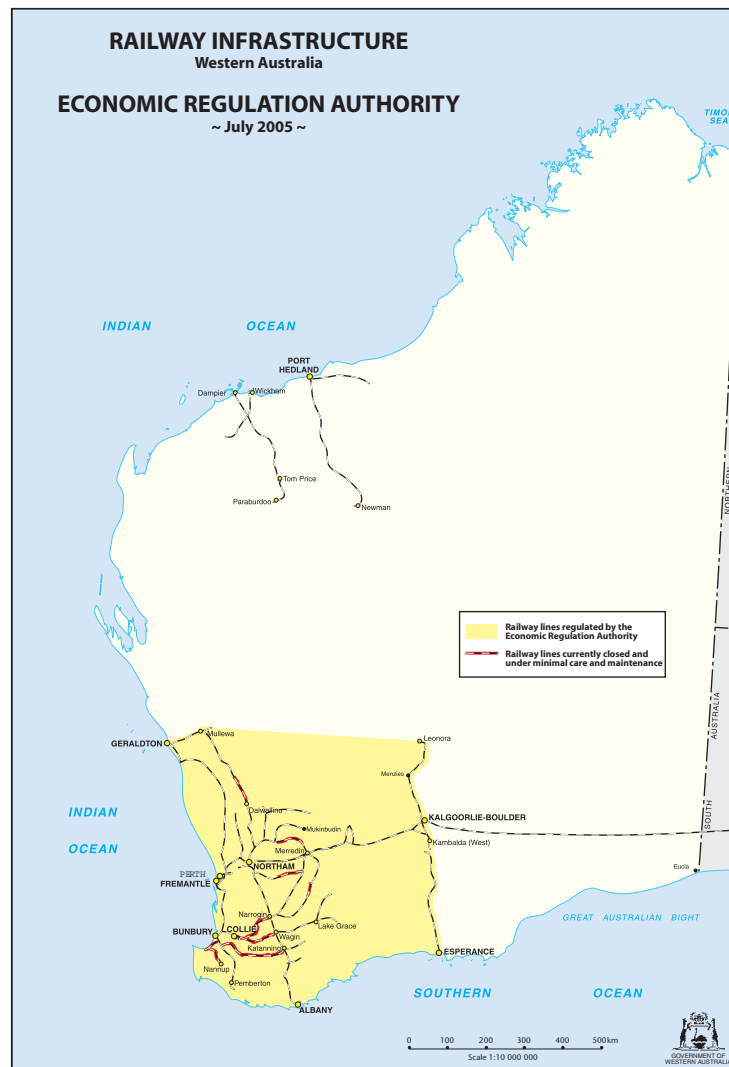 RAILWAY INFRASTRUCTURE
Western Australia
ECONOMIC REGULATION AUTHORITY
~ July 2005 ~
TIMO
SEA
INDIAN OCEAN
PORT
HEDLAND
Dampier
Wickham
Tom Price
Paraburdoo
Newman
NORTHERN
Railway lines regulated by the
Economic Regulation Authority
Railway lines currently closed and
under minimal care and maintenance
AUSTRALIA
SOUTH
Mullewa
GERALDTON
Leonora
Menzies
INDIAN
OCEAN
Dalwallinu
Mukinbudin
KALGOORLIE-BOULDER
Kambalda (West)
Merredin
NORTHAM
PERTH
FREMANTLE
Eucla
Narrogin
Lake Grace
BUNBURY
COLLIE
Wagin
Katanning
GREAT AUSTRALIAN BIGHT
ESPERANCE
Nannup
Pemberton
ALBANY
SOUTHERN OCEAN
0 100 200 300 400 500km
Scale 1:10 000 000
GOVERNMENT OF
WESTERN AUSTRALIA